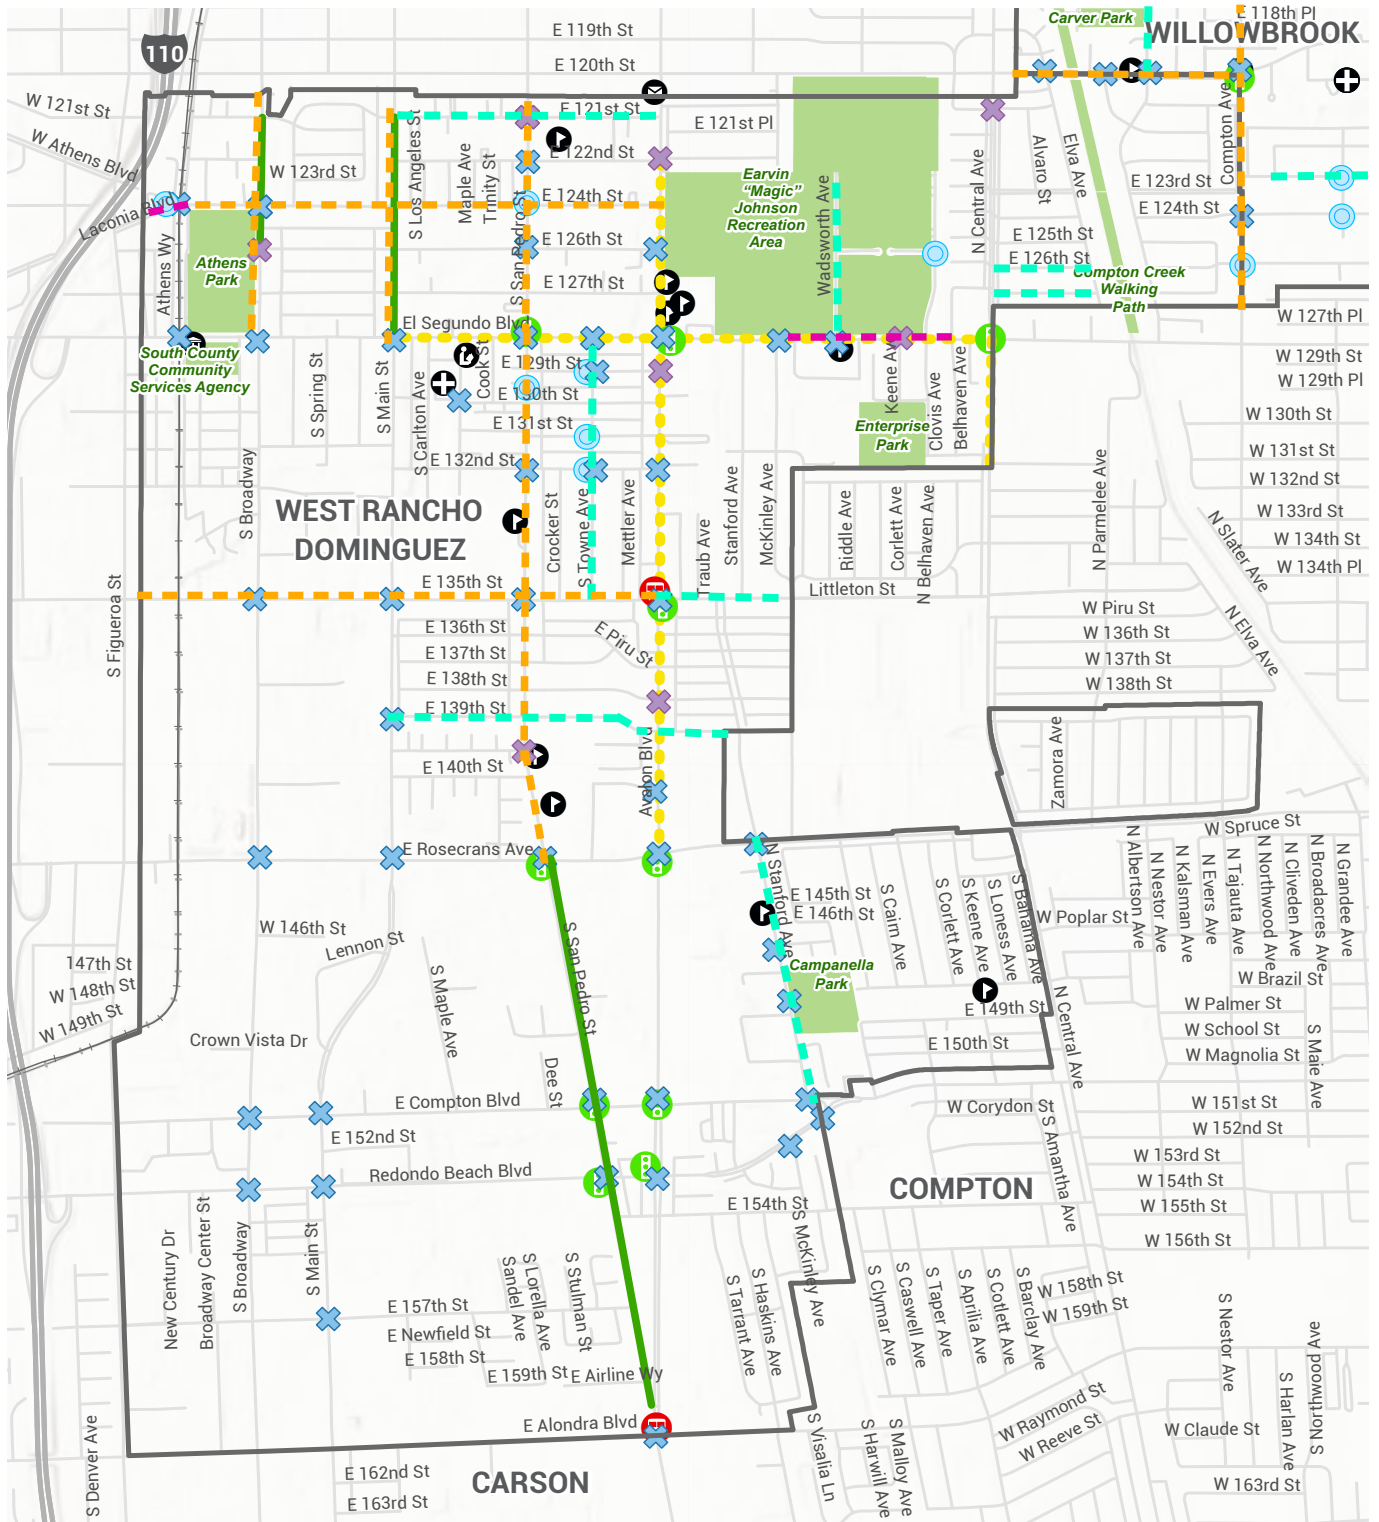 E 118th Pl
Carver Park
WILLOWBROOK
E 119th St
110
E 120th St
W 121st St
E 121st St
E 121st Pl
Compton Ave
W Athens Blvd
E 122nd St
W 123rd St
S Los Angeles St
Maple Ave
Trinity St
Earvin
“Magic”
Johnson
Recreation
Area
Wadsworth Ave
N Central Ave
Alvaro St
Elva Ave
E 123rd St
E 124th St
E 124th St
Laconia Blvd
E 125th St
E 126th St
E 126th St
Athens Wy
Athens
Park
S San Pedro St
E 127th St
Compton Creek
Walking
Path
El Segundo Blvd
W 127th Pl
South County
Community
Services Agency
E 129th St
W 129th St
W 129th Pl
S Spring St
S Main St
S Carlton Ave
Cook St
E 130th St
Keene Ave
Clovis Ave
Belhaven Ave
Enterprise
Park
W 130th St
E 131st St
W 131st St
E 132nd St
W 132nd St
S Broadway
WEST RANCHO
DOMINGUEZ
Crocker St
S Towne Ave
Mettler Ave
Traub Ave
Stanford Ave
McKinley Ave
Riddle Ave
Corlett Ave
N Belhaven Ave
N Parmelee Ave
N Slater Ave
W 133rd St
W 134th St
W 134th Pl
E 135th St
Littleton St
S Figueroa St
W Piru St
N Elva Ave
E 136th St
E Piru St
W 136th St
E 137th St
W 137th St
E 138th St
W 138th St
E 139th St
Zamora Ave
Avalon Blvd
E 140th St
W Spruce St
E Rosecrans Ave
N Stanford Ave
E 145th St
E 146th St
S Cairn Ave
S Corlett Ave
S Keene Ave
S Loness Ave
S Bahama Ave
W Poplar St
N Albertson Ave
N Nestor Ave
N Kalsman Ave
N Evers Ave
N Tajauta Ave
N Northwood Ave
N Cliveden Ave
N Broadacres Ave
N Grandee Ave
W 146th St
Lennon St
S San Pedro St
147th St
W 148th St
W 149th St
S Maple Ave
Campanella
Park
W Brazil St
E 149th St
W Palmer St
N Central Ave
Crown Vista Dr
W School St
E 150th St
W Magnolia St
S Maie Ave
Dee St
E Compton Blvd
W Corydon St
W 151st St
E 152nd St
W 152nd St
S Amantha Ave
W 153rd St
Redondo Beach Blvd
W 154th St
COMPTON
E 154th St
W 155th St
W 156th St
New Century Dr
Broadway Center St
S Broadway
S Main St
Sandel Ave
S Lorella Ave
S Stulman St
S McKinley Ave
S Tarrant Ave
S Haskins Ave
S Clymar Ave
S Caswell Ave
S Taper Ave
S Aprilia Ave
S Cotlett Ave
S Barclay Ave
W 158th St
W 159th St
S Nestor Ave
E 157th St
E Newfield St
E 158th St
E 159th St
E Airline Wy
S Northwood Ave
S Harlan Ave
W Raymond St
W Reeve St
E Alondra Blvd
W Claude St
S Denver Ave
S Visalia Ln
S Harwill Ave
S Malloy Ave
E 162nd St
CARSON
W 163rd St
E 163rd St